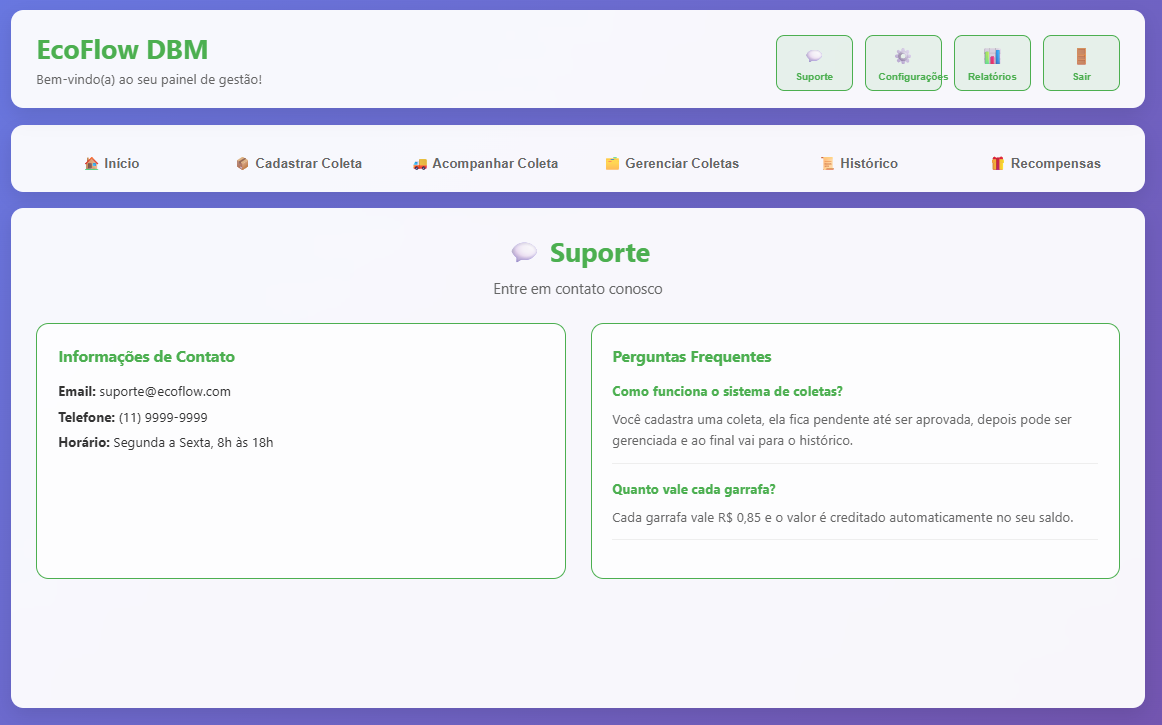 EcoFlow DBM
Bem-vindo(a) ao seu painel de gestão!
Suporte
Configurações
Relatórios
Sair
Início
Cadastrar Coleta
Acompanhar Coleta
Gerenciar Coletas
Histórico
Recompensas
Suporte
Entre em contato conosco
Informações de Contato
Email: suporte@ecoflow.com
Telefone: (11) 9999-9999
Horário: Segunda a Sexta, 8h às 18h
Perguntas Frequentes
Como funciona o sistema de coletas?
Você cadastra uma coleta, ela fica pendente até ser aprovada, depois pode ser
gerenciada e ao final vai para o histórico.
Quanto vale cada garrafa?
Cada garrafa vale R$ 0,85 e o valor é creditado automaticamente no seu saldo.